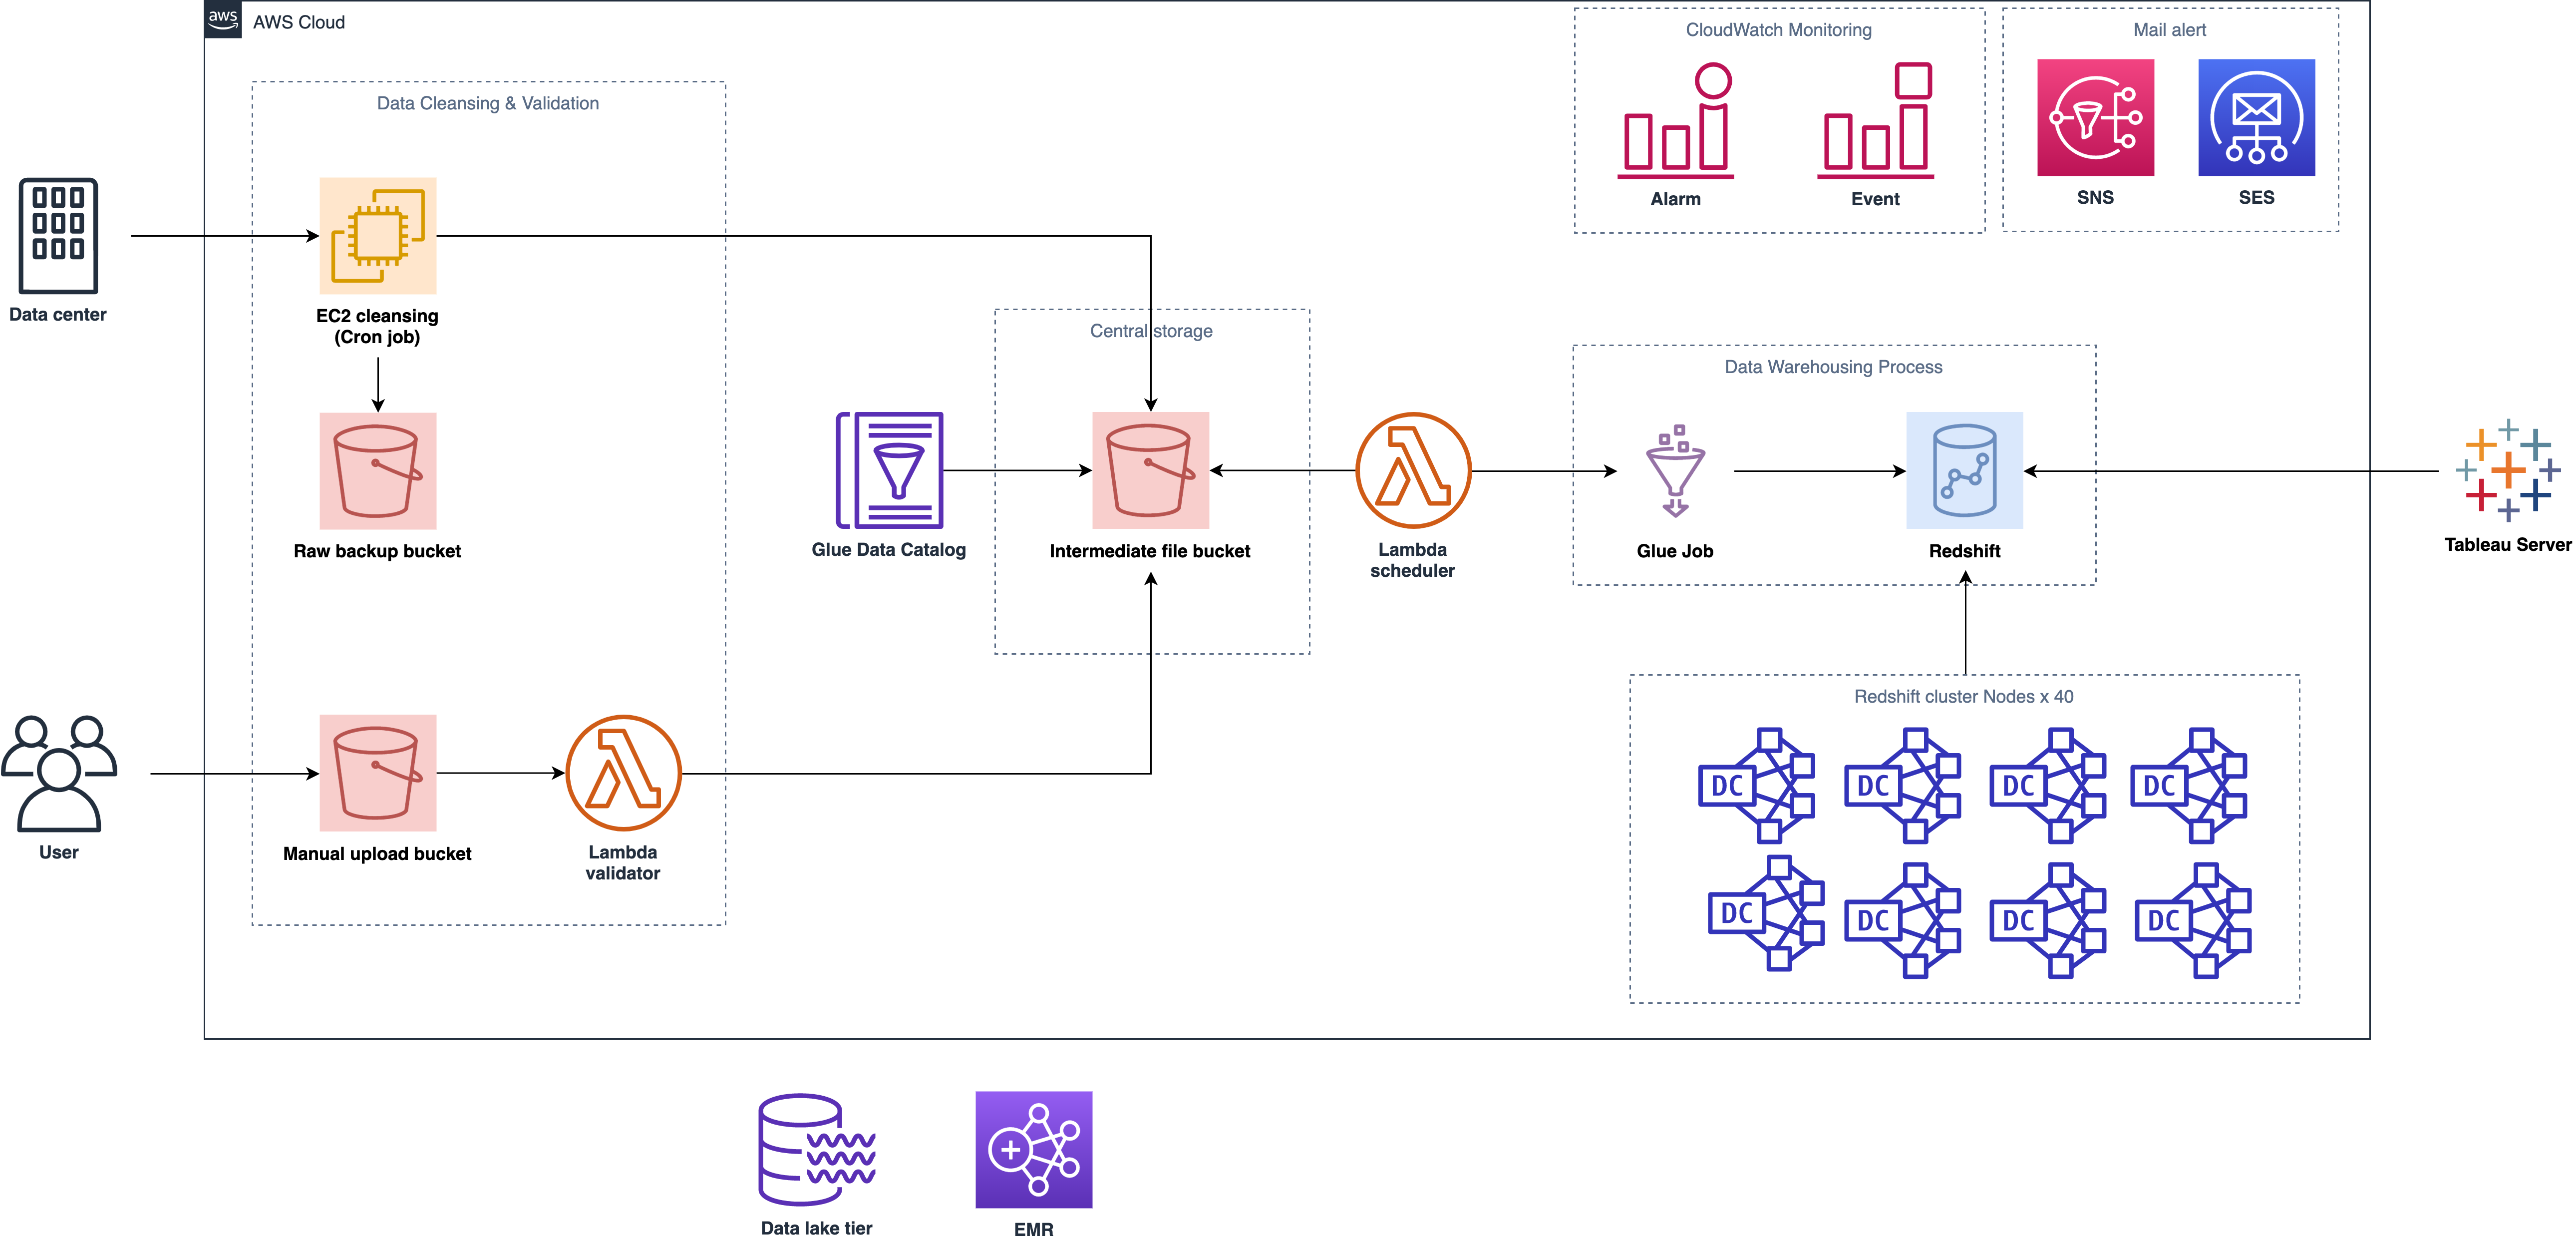 aws
AWS Cloud
CloudWatch Monitoring
Mail alert
Data Cleansing & Validation
Alarm
Event
SNS
SES
Data center
EC2 cleansing
(Cron job)
Central storage
Data Warehousing Process
Raw backup bucket
Glue Data Catalog
Intermediate file bucket
Lambda
scheduler
Glue Job
Redshift
Tableau Server
Redshift cluster Nodes x 40
DC
DC
DC
DC
User
Manual upload bucket
Lambda
validator
DC
DC
DC
DC
Data lake tier
EMR